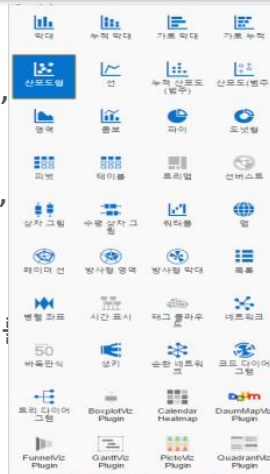 막대 누적 막대 가로 막대 가로 누적
산포도형 선 누적 산포도 (범주) 산포도(범주
영역 콤보 파이 도넛형
피벗 테이블 트리맵 선버스트
상자 그림 수평 상자 그림 워터폴 맵
레이더 선 방사형 영역 방사형 막대 목록
병렬 좌표 시간 표시 태그 클라우드 네트워크
50
바둑판식 생키 순환 네트워크 코드 다이어그램
트리 다이어그램 BoxplotViz Plugin Calendar Heatmap DaumMapViz Plugin
FunnelViz Plugin GanttViz Plugin PictoViz Plugin QuadrantViz Plugin